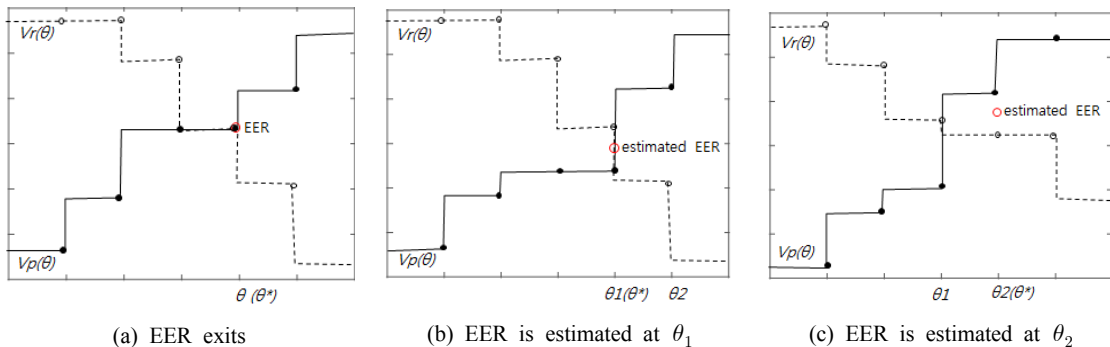 Vr(θ)
EER
Vp(θ)
θ (θ*)
(a) EER exits
Vr(θ)
estimated EER
Vp(θ)
θ1(θ*) θ2
(b) EER is estimated at θ₁
Vr(θ)
estimated EER
Vp(θ)
θ1 θ2(θ*)
(c) EER is estimated at θ₂